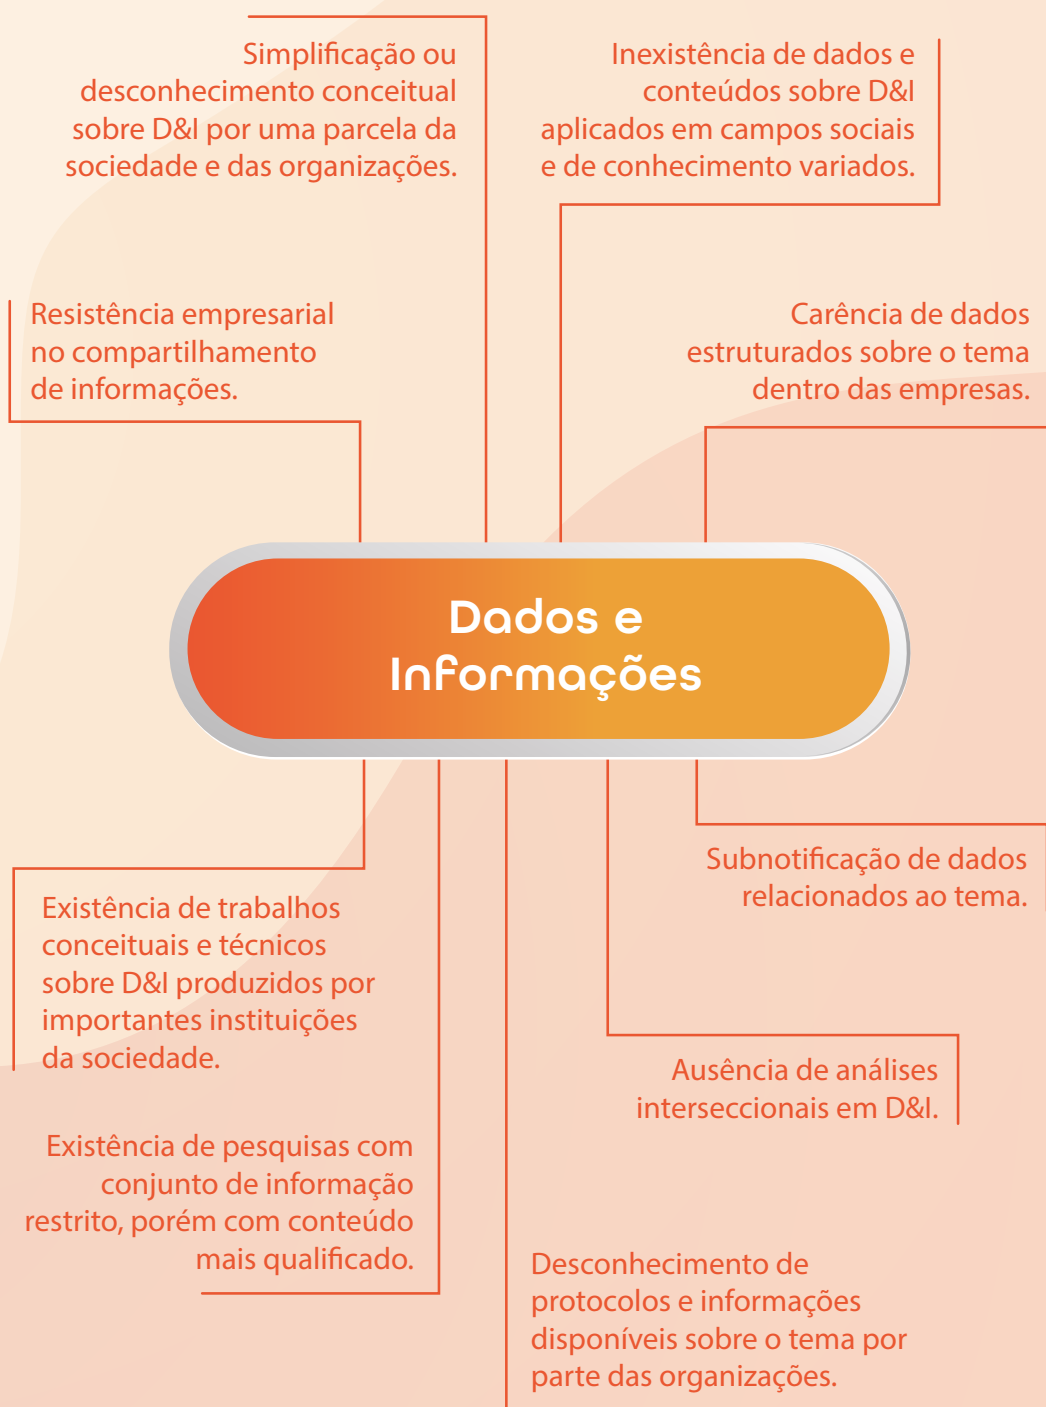 Simplificação ou
desconhecimento conceitual
sobre D&I por uma parcela da
sociedade e das organizações.
Inexistência de dados e
conteúdos sobre D&I
aplicados em campos sociais
e de conhecimento variados.
Resistência empresarial
no compartilhamento
de informações.
Carência de dados
estruturados sobre o tema
dentro das empresas.
Dados e
Informações
Subnotificação de dados
relacionados ao tema.
Existência de trabalhos
conceituais e técnicos
sobre D&I produzidos por
importantes instituições
da sociedade.
Ausência de análises
interseccionais em D&I.
Existência de pesquisas com
conjunto de informação
restrito, porém com conteúdo
mais qualificado.
Desconhecimento de
protocolos e informações
disponíveis sobre o tema por
parte das organizações.